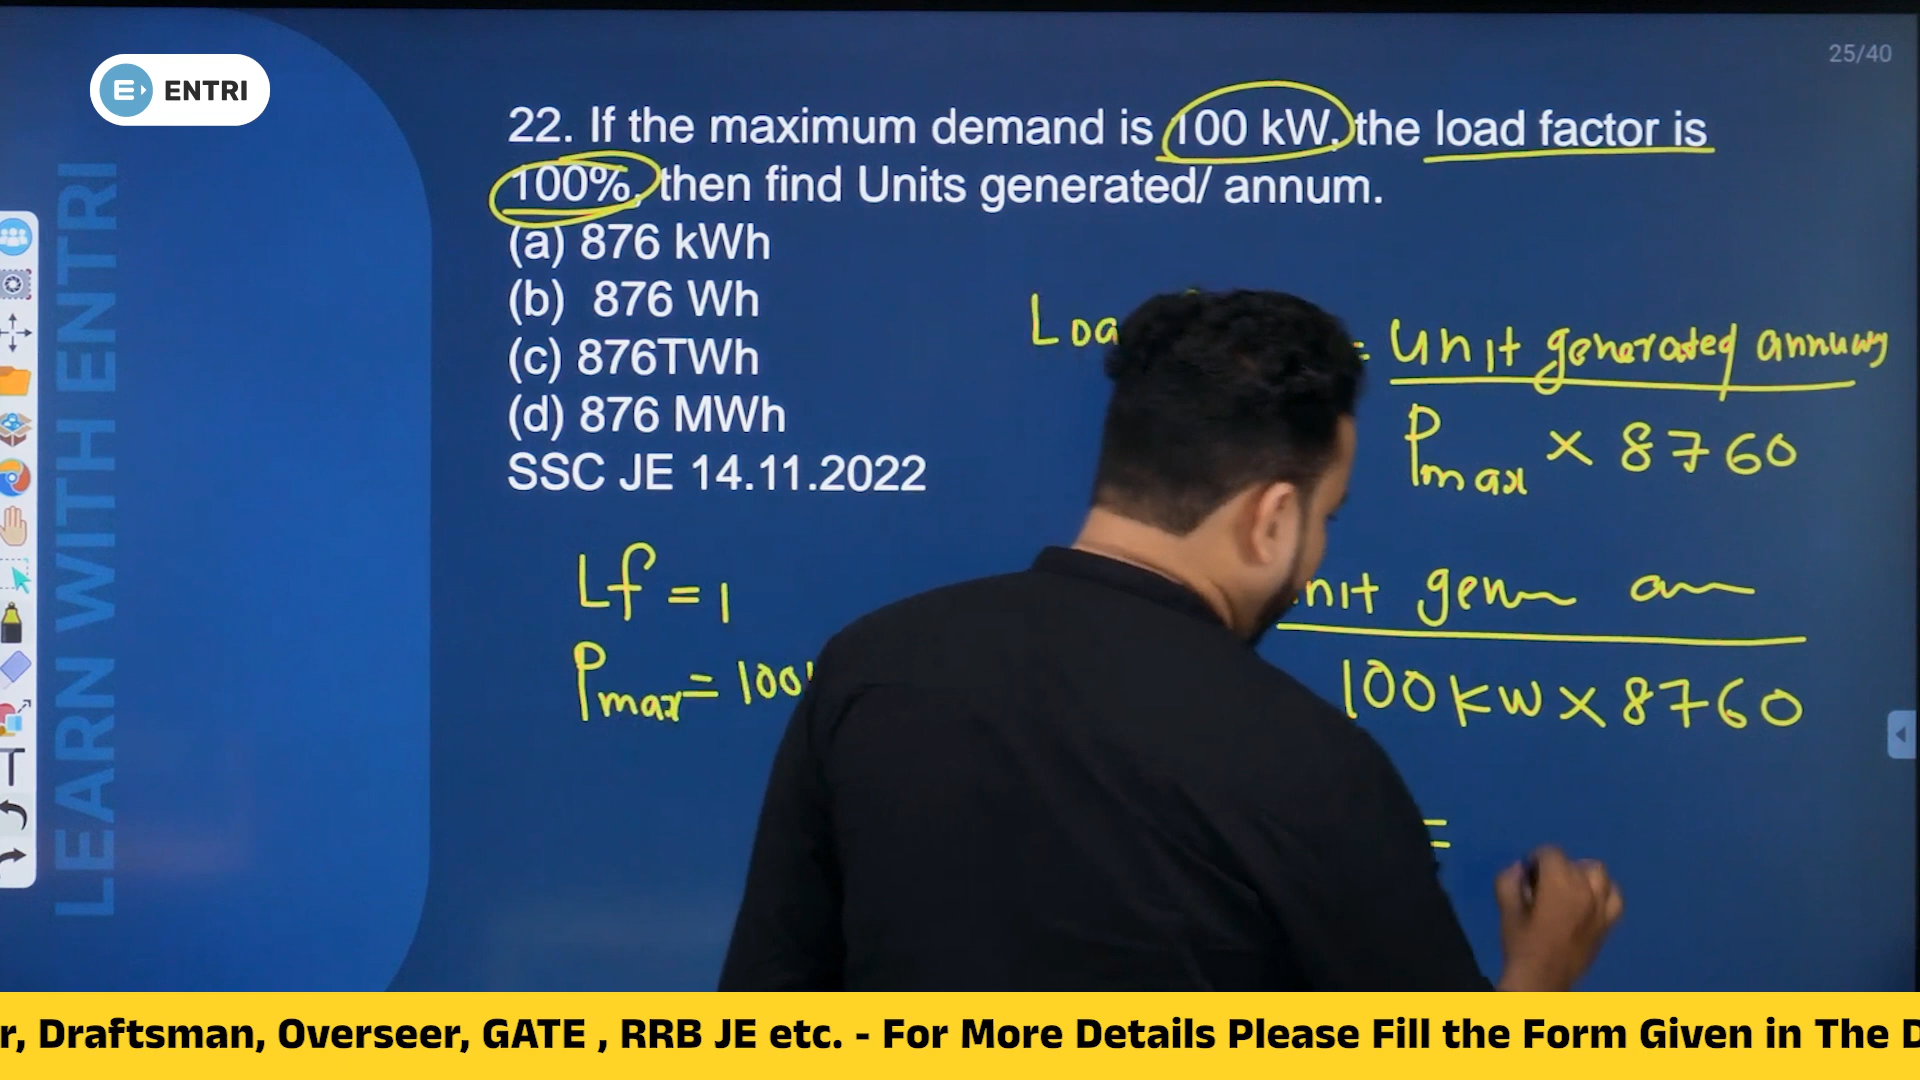 25/40
ENTRI
22. If the maximum demand is 100 kW, the load factor is
100%, then find Units generated/ annum.
(a) 876 kWh
(b) 876 Wh
(c) 876TWh
(d) 876 MWh
SSC JE 14.11.2022
= Unit generated annualy
Pmax × 8760
Lf = 1
Pmax = 100
100 KW × 8760
=
LEARN WITH ENTRI
r, Draftsman, Overseer, GATE , RRB JE etc. - For More Details Please Fill the Form Given in The D